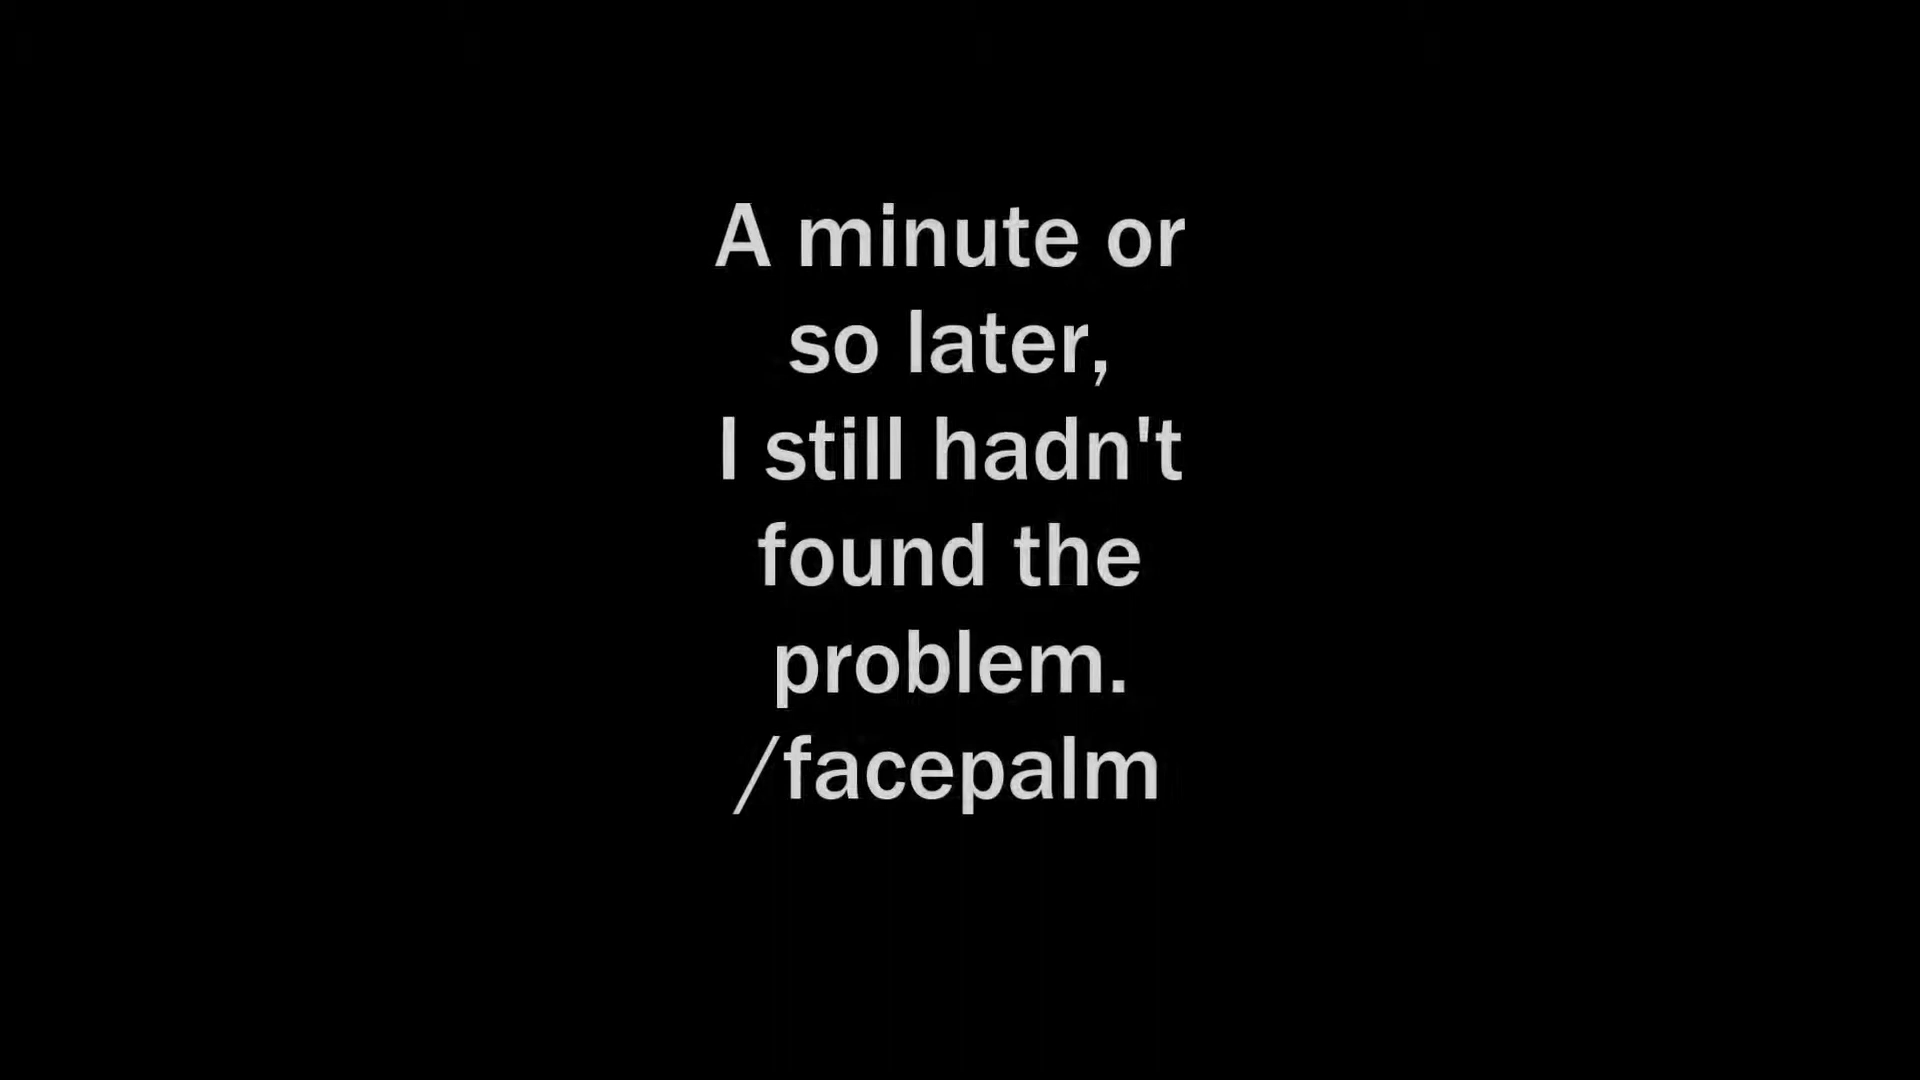 A minute or
so later,
I still hadn't
found the
problem.
/facepalm